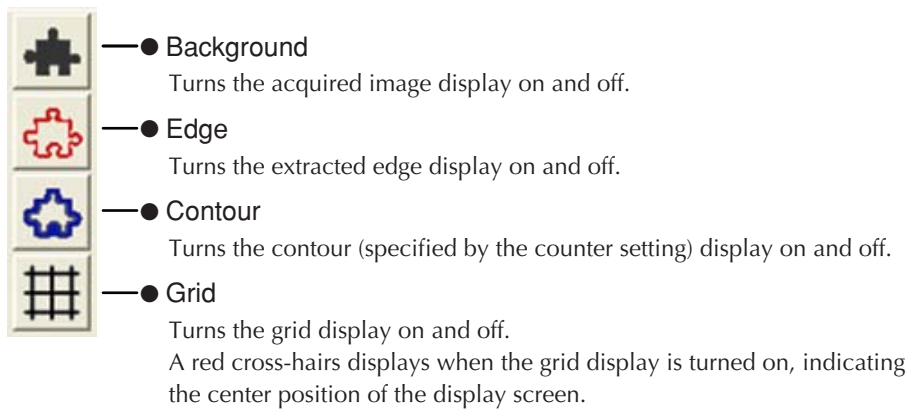 Background
Turns the acquired image display on and off.
Edge
Turns the extracted edge display on and off.
Contour
Turns the contour (specified by the counter setting) display on and off.
Grid
Turns the grid display on and off.
A red cross-hairs displays when the grid display is turned on, indicating
the center position of the display screen.